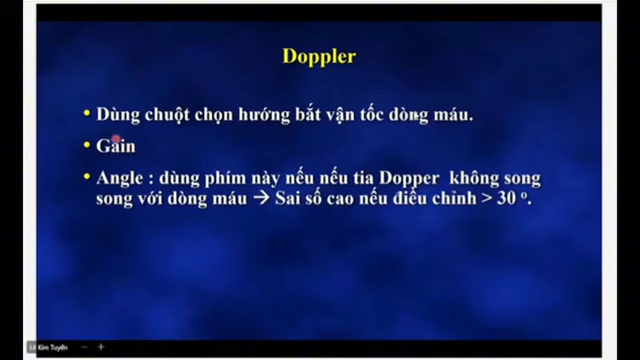 Doppler
• Dùng chuột chọn hướng bắt vận tốc dòng máu.
• Gain
• Angle : dùng phím này nếu nếu tia Dopper không song
song với dòng máu → Sai số cao nếu điều chỉnh > 30 º.
Lê Kim Tuyến